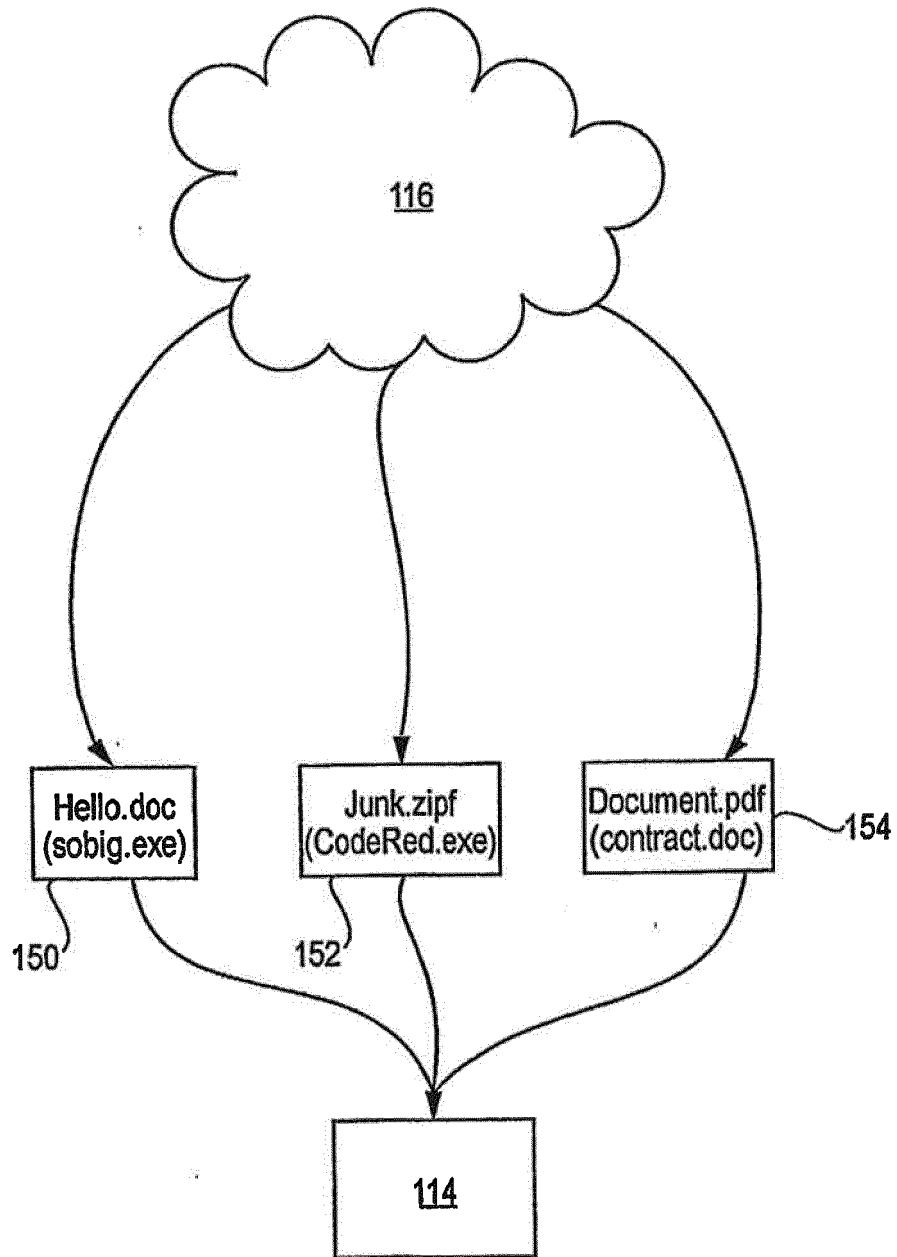 116
Hello.doc
(sobig.exe)
Junk.zipf
(CodeRed.exe)
Document.pdf
(contract.doc)
154
150
152
114